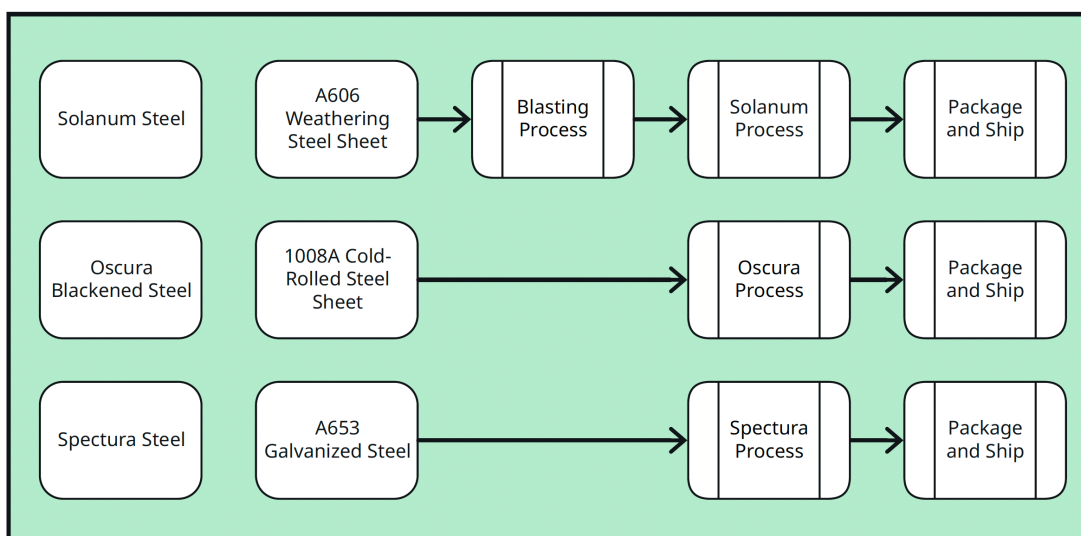 Solanum Steel
A606
Weathering
Steel Sheet
Blasting
Process
Solanum
Process
Package
and Ship
Oscura
Blackened Steel
1008A Cold-
Rolled Steel
Sheet
Oscura
Process
Package
and Ship
Spectura Steel
A653
Galvanized Steel
Spectura
Process
Package
and Ship